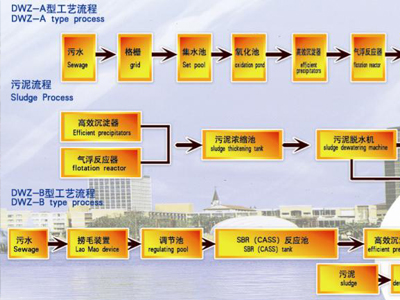 DWZ-A型工艺流程
DWZ-A type process
污水
Sewage
格栅
grid
集水池
Set pool
氧化池
oxidation pond
高效沉淀器
efficient
precipitators
气浮反应器
flotation reactor
污泥流程
Sludge Process
高效沉淀器
Efficient precipitators
气浮反应器
flotation reactor
污泥浓缩池
sludge thickening tank
污泥脱水机
sludge dewatering machine
DWZ-B型工艺流程
DWZ-B type process
污水
Sewage
捞毛装置
Lao Mao device
调节池
regulating pool
SBR (CASS) 反应池
SBR (CASS) tank
高效沉
efficient p
污泥
sludge